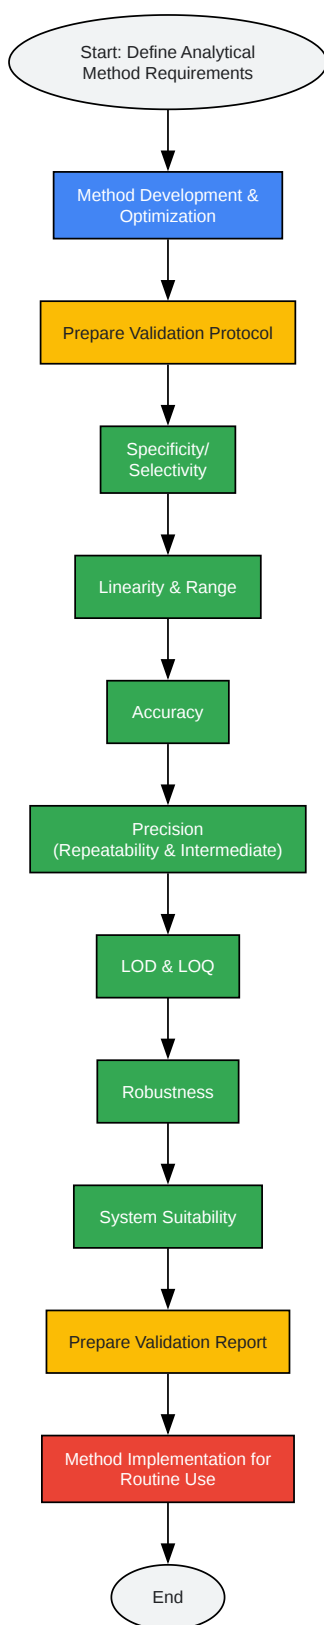 Start: Define Analytical
Method Requirements
Method Development &
Optimization
Prepare Validation Protocol
Specificity/
Selectivity
Linearity & Range
Accuracy
Precision
(Repeatability & Intermediate)
LOD & LOQ
Robustness
System Suitability
Prepare Validation Report
Method Implementation for
Routine Use
End